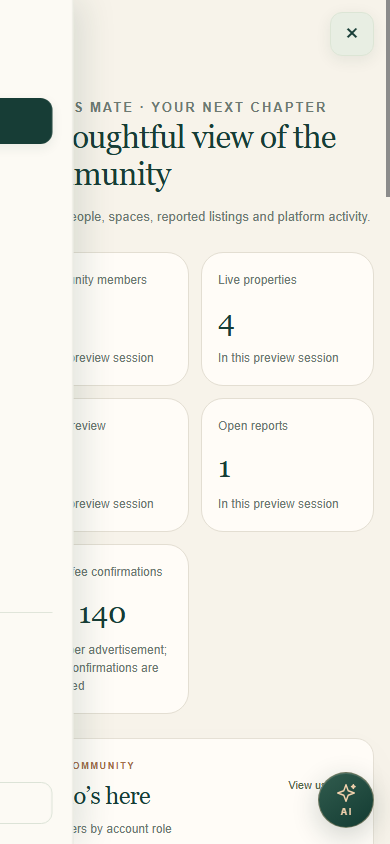 S MATE · YOUR NEXT CHAPTER
oughtful view of the
munity
eople, spaces, reported listings and platform activity.
unity members
preview session
Live properties
4
In this preview session
review
preview session
Open reports
1
In this preview session
fee confirmations
140
per advertisement;
onfirmations are
ed
OMMUNITY
o's here
View u
ers by account role
AI